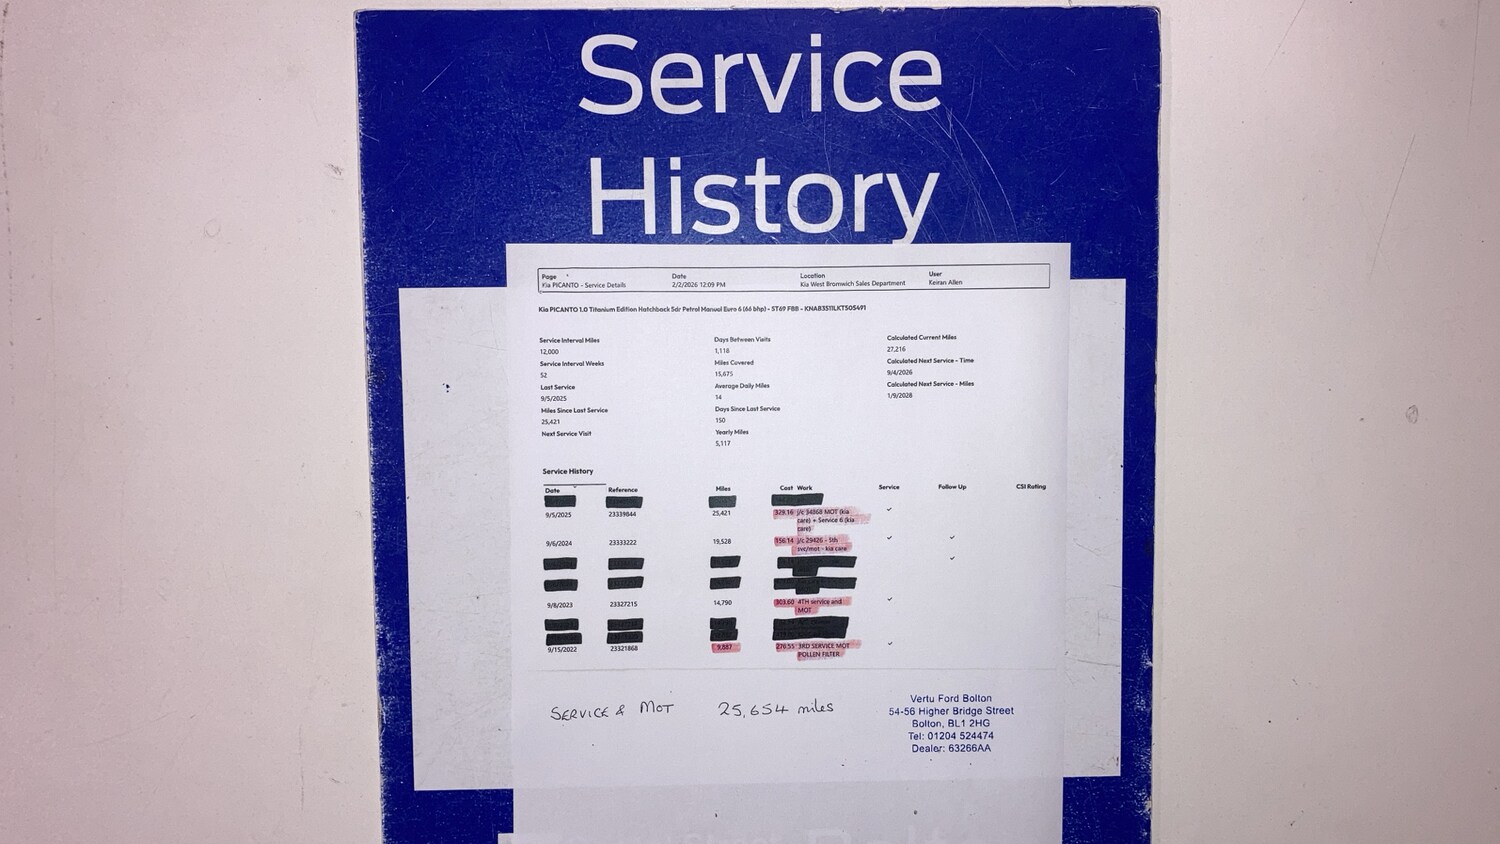 Service
History
Page Date Location User
Kia PICANTO - Service Details 2/2/2026 12:09 PM Kia West Bromwich Sales Department Keiran Allen
Kia PICANTO 1.0 Titanium Edition Hatchback 5dr Petrol Manual Euro 6 (66 bhp) - ST69 FBB - KNAB3511LKT505491
Service Interval Miles Days Between Visits Calculated Current Miles
12,000 1,118 27,216
Service Interval Weeks Miles Covered Calculated Next Service - Time
52 15,675 9/4/2026
Last Service Average Daily Miles Calculated Next Service - Miles
9/5/2025 14 1/9/2028
Miles Since Last Service Days Since Last Service
25,421 150
Next Service Visit Yearly Miles
5,117
Service History
Date Reference Miles Cost Work Service Follow Up CSI Rating
9/5/2025 23339844 25,421 329.16 j/c 34868 MOT (kia
care) + Service 6 (kia
care)
9/6/2024 23333222 19,528 156.14 j/c 29426 - 5th
svc/mot - kia care
9/8/2023 23327215 14,790 303.60 4TH service and
MOT
9/15/2022 23321868 9,887 276.55 3RD SERVICE MOT
POLLEN FILTER
SERVICE & MOT 25,654 miles
Vertu Ford Bolton
54-56 Higher Bridge Street
Bolton, BL1 2HG
Tel: 01204 524474
Dealer: 63266AA